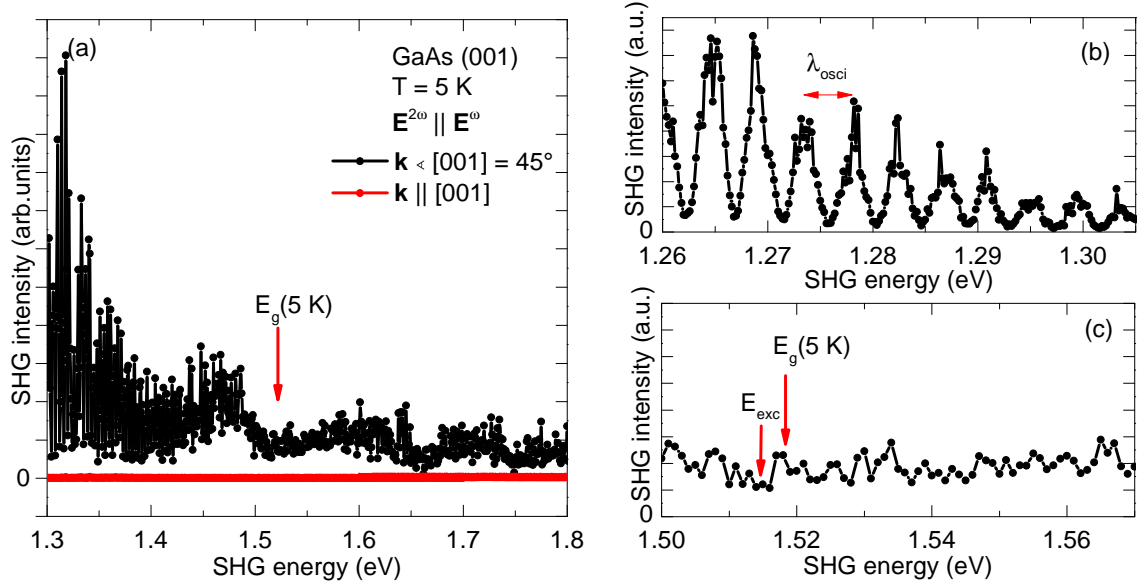 (a)
GaAs (001)
T = 5 K
E²ω || Eω
k ∢ [001] = 45°
k || [001]
Eg(5 K)
SHG intensity (arb.units)
0
1.3 1.4 1.5 1.6 1.7 1.8
SHG energy (eV)
(b)
λosci
SHG intensity (a.u.)
0
1.26 1.27 1.28 1.29 1.30
SHG energy (eV)
(c)
Eg(5 K)
Eexc
SHG intensity (a.u.)
0
1.50 1.52 1.54 1.56
SHG energy (eV)